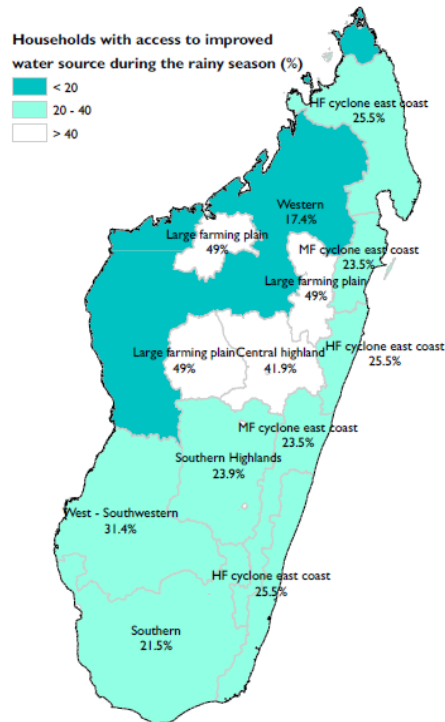 Households with access to improved
water source during the rainy season (%)
< 20
20 - 40
> 40
HF cyclone east coast
25.5%
Western
17.4%
Large farming plain
49%
MF cyclone east coast
23.5%
Large farming plain
49%
HF cyclone east coast
25.5%
Large farming plain
49%
Central highland
41.9%
MF cyclone east coast
23.5%
Southern Highlands
23.9%
West - Southwestern
31.4%
HF cyclone east coast
25.5%
Southern
21.5%